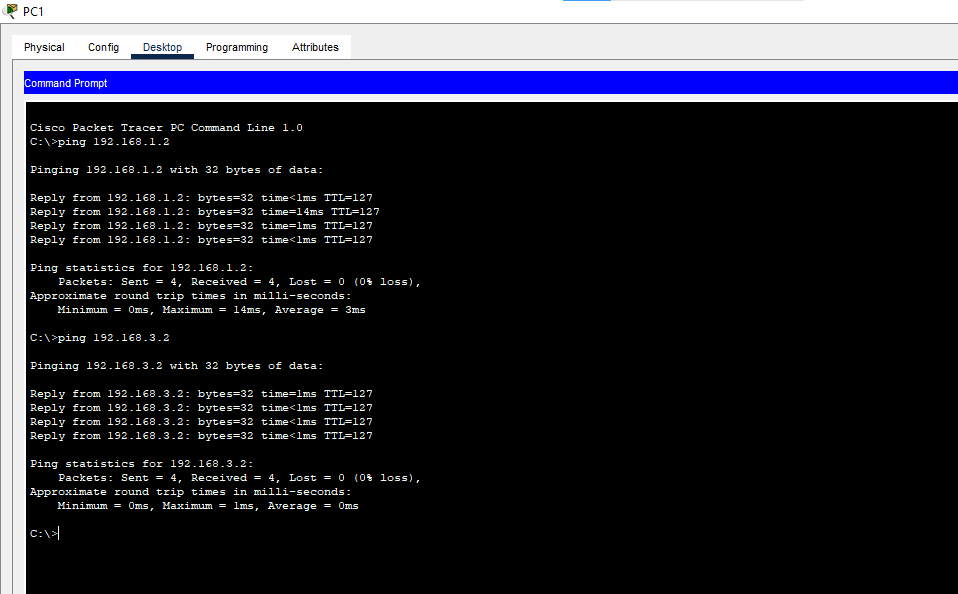 PC1
Physical Config Desktop Programming Attributes
Command Prompt
Cisco Packet Tracer PC Command Line 1.0
C:\>ping 192.168.1.2
Pinging 192.168.1.2 with 32 bytes of data:
Reply from 192.168.1.2: bytes=32 time<1ms TTL=127
Reply from 192.168.1.2: bytes=32 time=14ms TTL=127
Reply from 192.168.1.2: bytes=32 time=1ms TTL=127
Reply from 192.168.1.2: bytes=32 time<1ms TTL=127
Ping statistics for 192.168.1.2:
Packets: Sent = 4, Received = 4, Lost = 0 (0% loss),
Approximate round trip times in milli-seconds:
Minimum = 0ms, Maximum = 14ms, Average = 3ms
C:\>ping 192.168.3.2
Pinging 192.168.3.2 with 32 bytes of data:
Reply from 192.168.3.2: bytes=32 time=1ms TTL=127
Reply from 192.168.3.2: bytes=32 time<1ms TTL=127
Reply from 192.168.3.2: bytes=32 time<1ms TTL=127
Reply from 192.168.3.2: bytes=32 time<1ms TTL=127
Ping statistics for 192.168.3.2:
Packets: Sent = 4, Received = 4, Lost = 0 (0% loss),
Approximate round trip times in milli-seconds:
Minimum = 0ms, Maximum = 1ms, Average = 0ms
C:\>